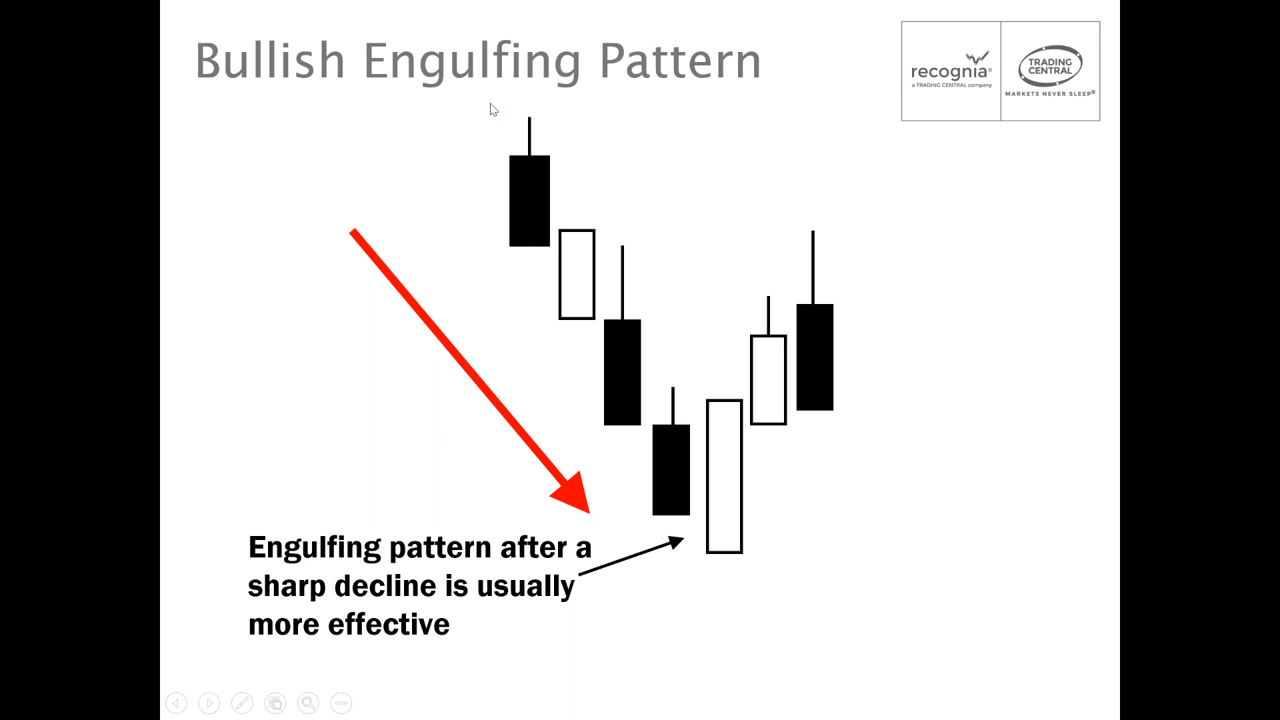 Bullish Engulfing Pattern
recognia®
a TRADING CENTRAL company
TRADING
CENTRAL
MARKETS NEVER SLEEP®
Engulfing pattern after a
sharp decline is usually
more effective